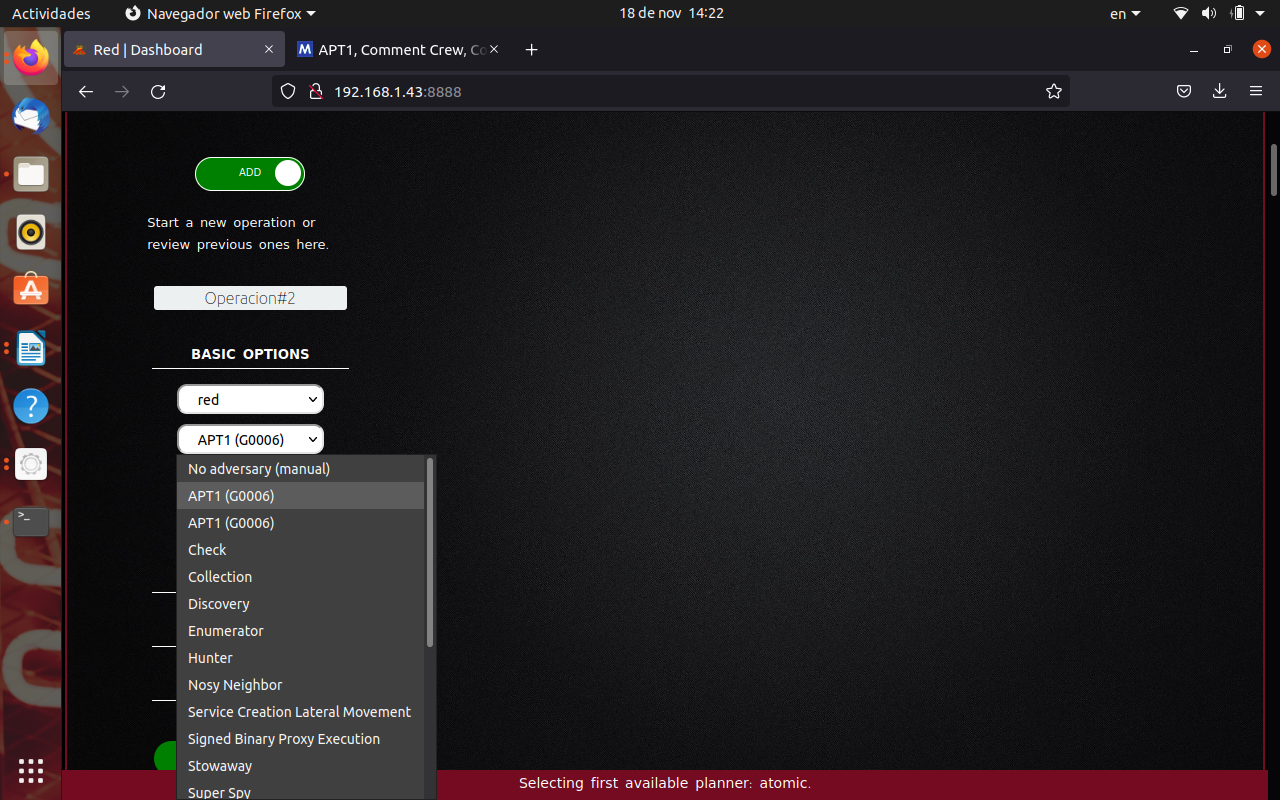 Actividades
Navegador web Firefox
18 de nov 14:22
en
Red | Dashboard
APT1, Comment Crew, Co
192.168.1.43:8888
ADD
Start a new operation or
review previous ones here.
Operacion#2
BASIC OPTIONS
red
APT1 (G0006)
No adversary (manual)
APT1 (G0006)
APT1 (G0006)
Check
Collection
Discovery
Enumerator
Hunter
Nosy Neighbor
Service Creation Lateral Movement
Signed Binary Proxy Execution
Stowaway
Super Spy
Selecting first available planner: atomic.